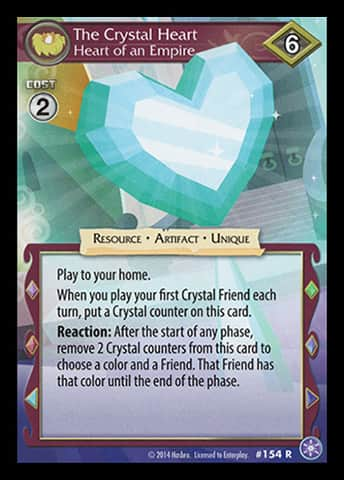 The Crystal Heart
Heart of an Empire
6
COST
2
RESOURCE • ARTIFACT • UNIQUE
Play to your home.
When you play your first Crystal Friend each
turn, put a Crystal counter on this card.
Reaction: After the start of any phase,
remove 2 Crystal counters from this card to
choose a color and a Friend. That Friend has
that color until the end of the phase.
© 2014 Hasbro. Licensed to Enterplay. #154 R